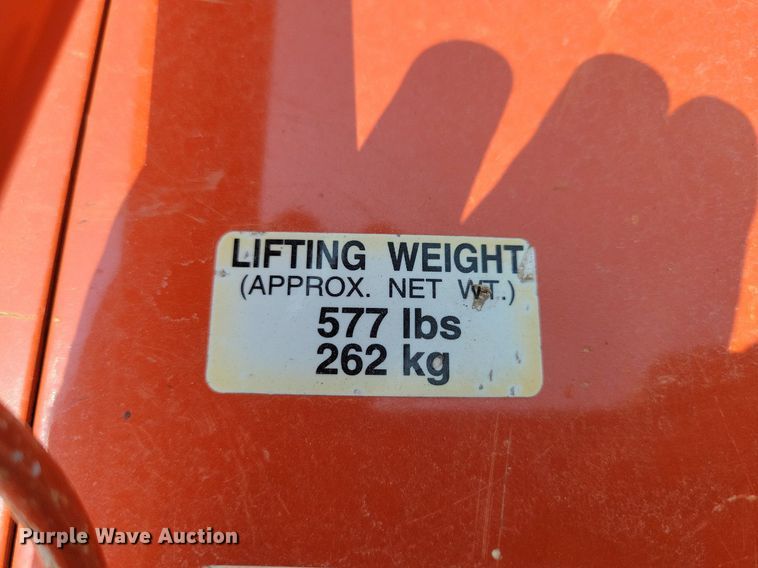 LIFTING WEIGHT
(APPROX. NET WT.)
577 lbs
262 kg
Purple Wave Auction